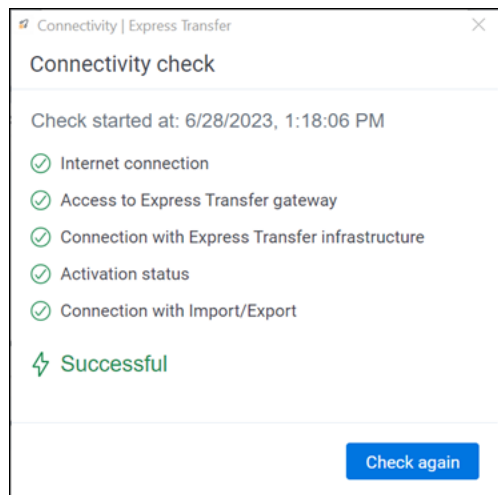 Connectivity | Express Transfer
Connectivity check
Check started at: 6/28/2023, 1:18:06 PM
Internet connection
Access to Express Transfer gateway
Connection with Express Transfer infrastructure
Activation status
Connection with Import/Export
Successful
Check again